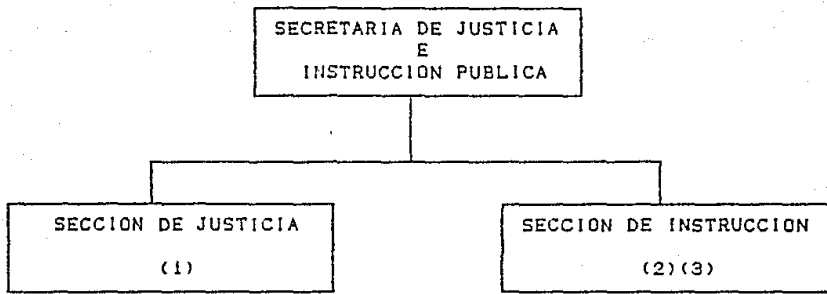 SECRETARIA DE JUSTICIA
E
INSTRUCCION PUBLICA
SECCION DE JUSTICIA
(1)
SECCION DE INSTRUCCION
(2)(3)